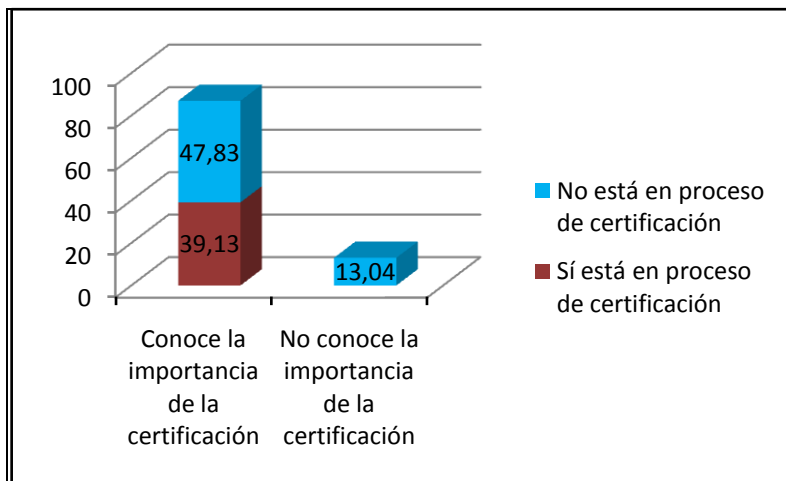 100
80
60
40
20
0
47,83
39,13
13,04
Conoce la
importancia
de la
certificación
No conoce la
importancia
de la
certificación
No está en proceso
de certificación
Sí está en proceso
de certificación